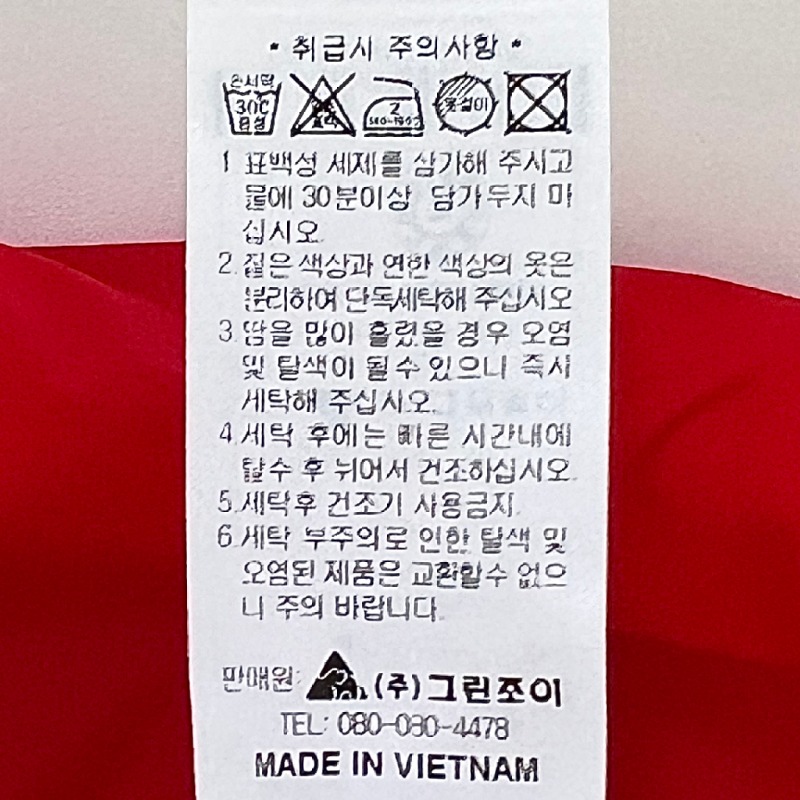 • 취급시 주의사항 •
손세탁 30℃ 중성
표백
2
180~190℃
옷걸이
1 표백성 세제를 삼가해 주시고
물에 30분이상 담가두지 마
십시오.
2.짙은 색상과 연한 색상의 옷은
분리하여 단독세탁해 주십시오
3.땀을 많이 흘렸을 경우 오염
및 탈색이 될수 있으니 즉시
세탁해 주십시오.
4.세탁 후에는 빠른 시간내에
탈수 후 뉘어서 건조하십시오.
5.세탁후 건조기 사용금지.
6.세탁 부주의로 인한 탈색 및
오염된 제품은 교환할수 없으
니 주의 바랍니다.
판매원: (주)그린조이
TEL: 080-080-4478
MADE IN VIETNAM